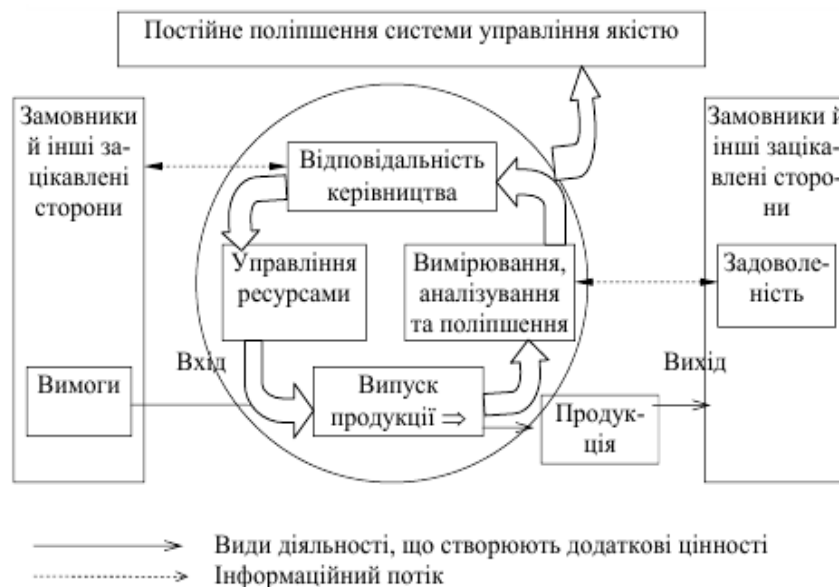 Постійне поліпшення системи управління якістю
Замовники
й інші за-
цікавлені
сторони
Відповідальність
керівництва
Замовники й
інші заціка-
влені сторо-
ни
Управління
ресурсами
Вимірювання,
аналізування
та поліпшення
Задоволе-
ність
Вхід
Вихід
Вимоги
Випуск
продукції ⇒
Продук-
ція
Види діяльності, що створюють додаткові цінності
Інформаційний потік